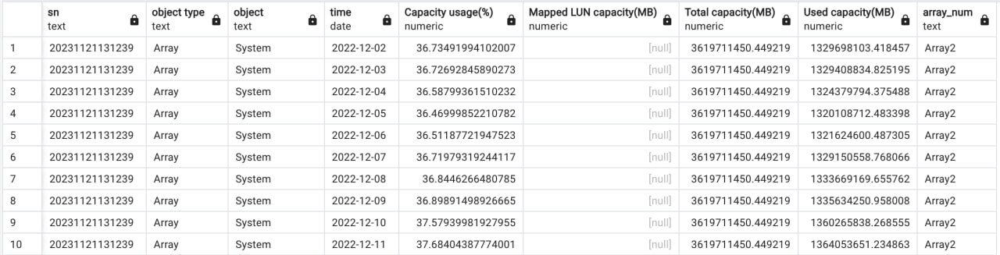 sn object type object time Capacity usage(%) Mapped LUN capacity(MB) Total capacity(MB) Used capacity(MB) array_num
text text text date numeric numeric numeric numeric text
1 20231121131239 Array System 2022-12-02 36.73491994102007 [null] 3619711450.449219 1329698103.418457 Array2
2 20231121131239 Array System 2022-12-03 36.72692845890273 [null] 3619711450.449219 1329408834.825195 Array2
3 20231121131239 Array System 2022-12-04 36.58799361510232 [null] 3619711450.449219 1324379794.375488 Array2
4 20231121131239 Array System 2022-12-05 36.46999852210782 [null] 3619711450.449219 1320108712.483398 Array2
5 20231121131239 Array System 2022-12-06 36.51187721947523 [null] 3619711450.449219 1321624600.487305 Array2
6 20231121131239 Array System 2022-12-07 36.71979319244117 [null] 3619711450.449219 1329150558.768066 Array2
7 20231121131239 Array System 2022-12-08 36.8446266480785 [null] 3619711450.449219 1333669169.655762 Array2
8 20231121131239 Array System 2022-12-09 36.89891498926665 [null] 3619711450.449219 1335634250.958008 Array2
9 20231121131239 Array System 2022-12-10 37.57939981927955 [null] 3619711450.449219 1360265838.268555 Array2
10 20231121131239 Array System 2022-12-11 37.68404387774001 [null] 3619711450.449219 1364053651.234863 Array2